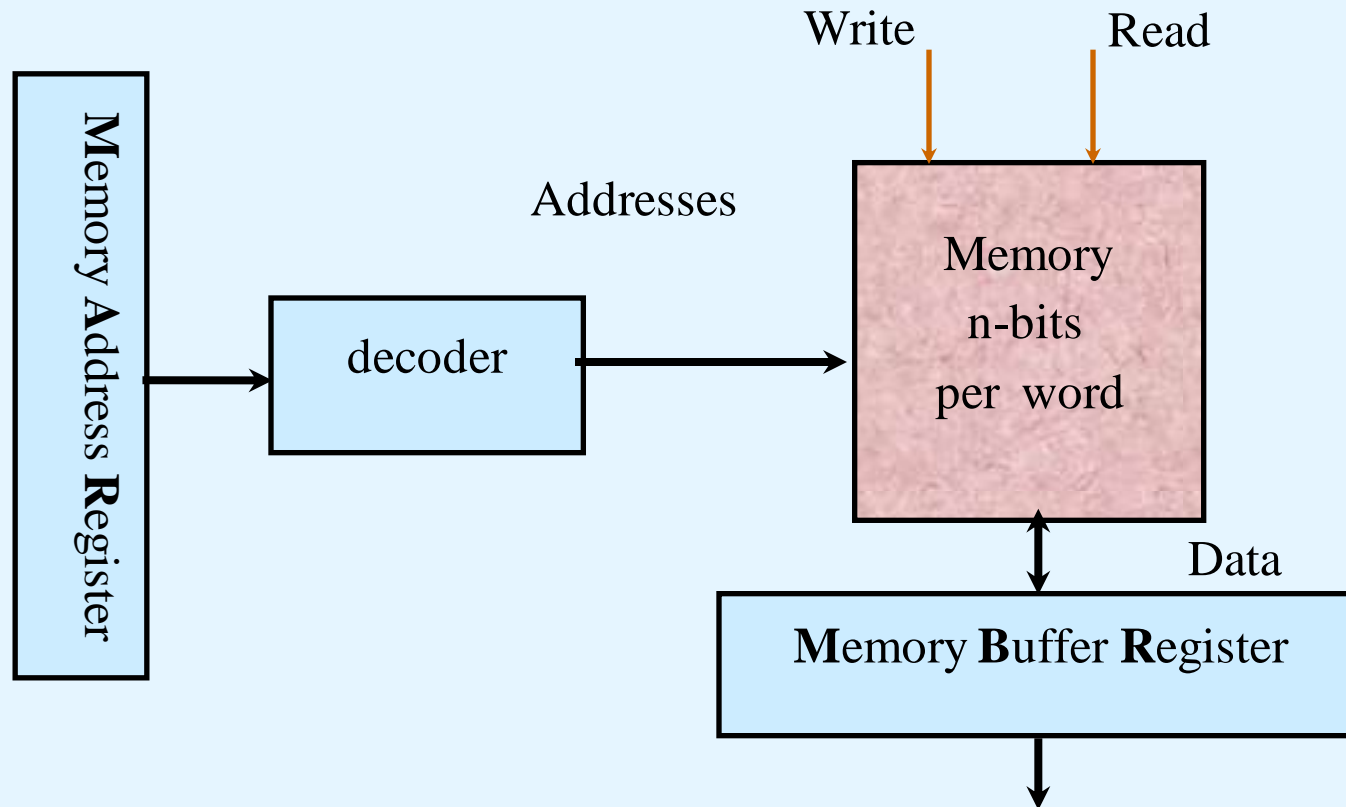 Write
Read
Memory Address Register
Addresses
decoder
Memory
n-bits
per word
Data
Memory Buffer Register